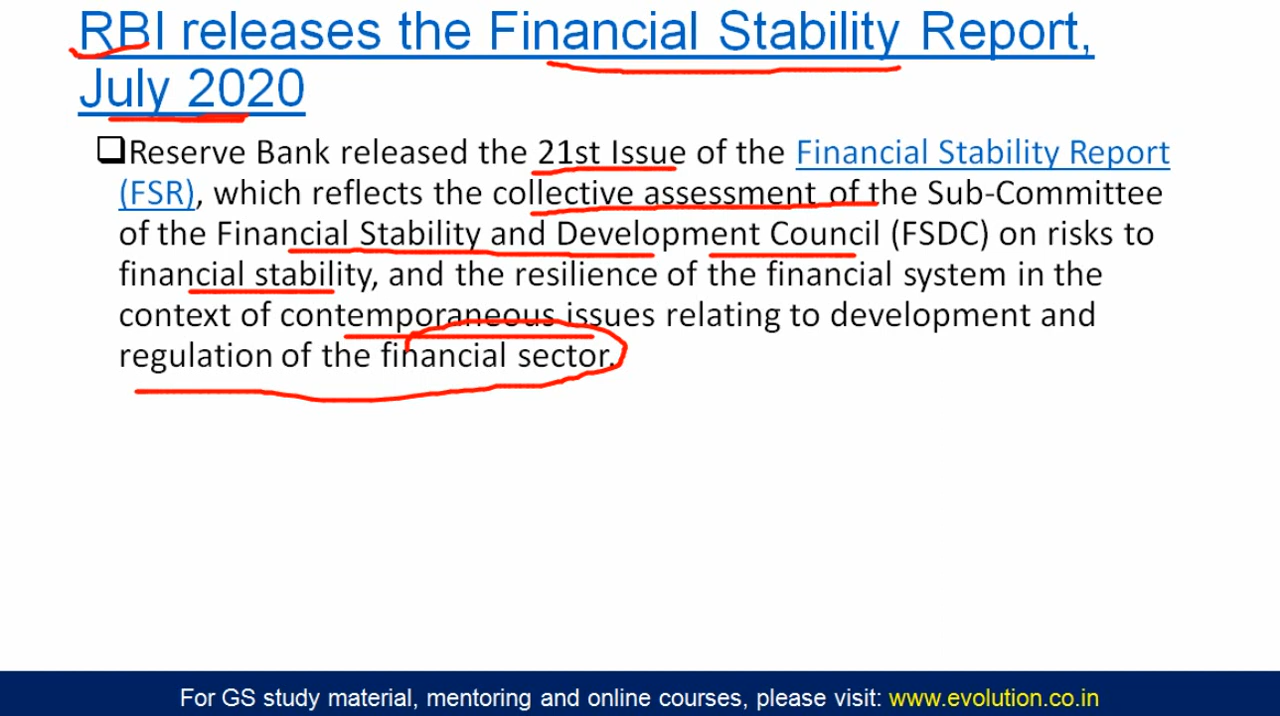 RBI releases the Financial Stability Report,
July 2020
Reserve Bank released the 21st Issue of the Financial Stability Report
(FSR), which reflects the collective assessment of the Sub-Committee
of the Financial Stability and Development Council (FSDC) on risks to
financial stability, and the resilience of the financial system in the
context of contemporaneous issues relating to development and
regulation of the financial sector.
For GS study material, mentoring and online courses, please visit: www.evolution.co.in